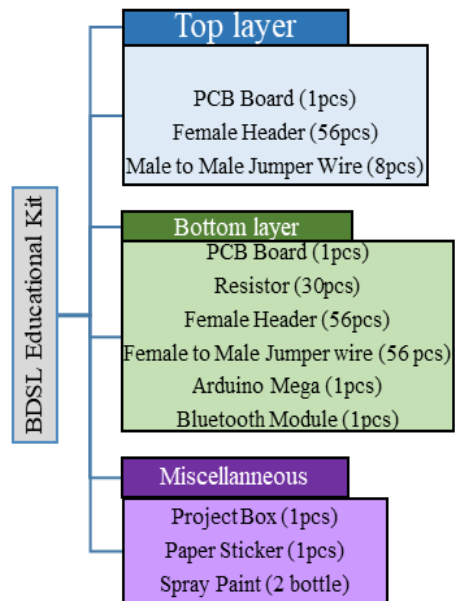 BDSL Educational Kit
Top layer
PCB Board (1pcs)
Female Header (56pcs)
Male to Male Jumper Wire (8pcs)
Bottom layer
PCB Board (1pcs)
Resistor (30pcs)
Female Header (56pcs)
Female to Male Jumper wire (56 pcs)
Arduino Mega (1pcs)
Bluetooth Module (1pcs)
Miscellanneous
Project Box (1pcs)
Paper Sticker (1pcs)
Spray Paint (2 bottle)